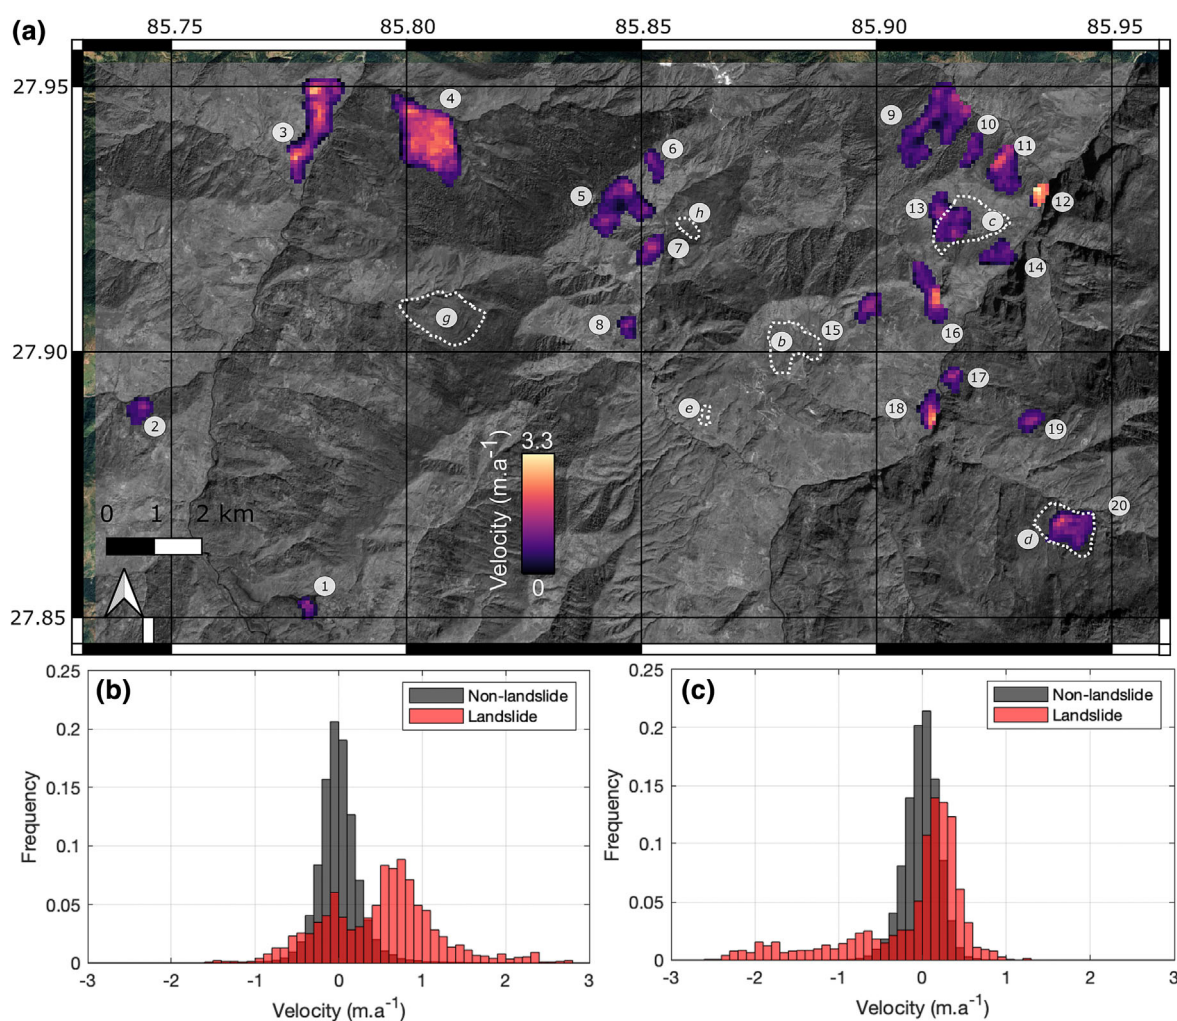 (a)
85.75 85.80 85.85 85.90 85.95
27.95
3
4
6
5
h
7
8
g
9
10
11
12
13
c
14
15
16
b
27.90
e
17
18
19
2
Velocity (m.a-1)
3.3
0
0 1 2 km
20
d
1
27.85
(b)
Non-landslide
Landslide
0.25
0.2
0.15
0.1
0.05
0
Frequency
-3 -2 -1 0 1 2 3
Velocity (m.a-1)
(c)
Non-landslide
Landslide
0.25
0.2
0.15
0.1
0.05
0
Frequency
-3 -2 -1 0 1 2 3
Velocity (m.a-1)